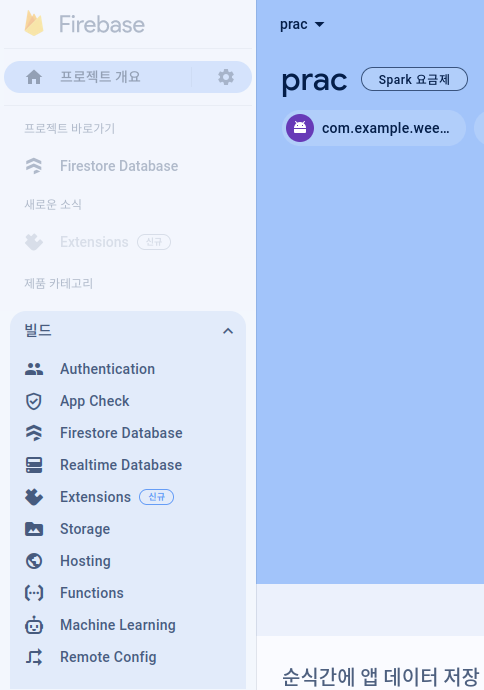 Firebase
프로젝트 개요
프로젝트 바로가기
Firestore Database
새로운 소식
Extensions 신규
제품 카테고리
빌드
Authentication
App Check
Firestore Database
Realtime Database
Extensions 신규
Storage
Hosting
Functions
Machine Learning
Remote Config
prac
prac Spark 요금제
com.example.wee...
순식간에 앱 데이터 저장